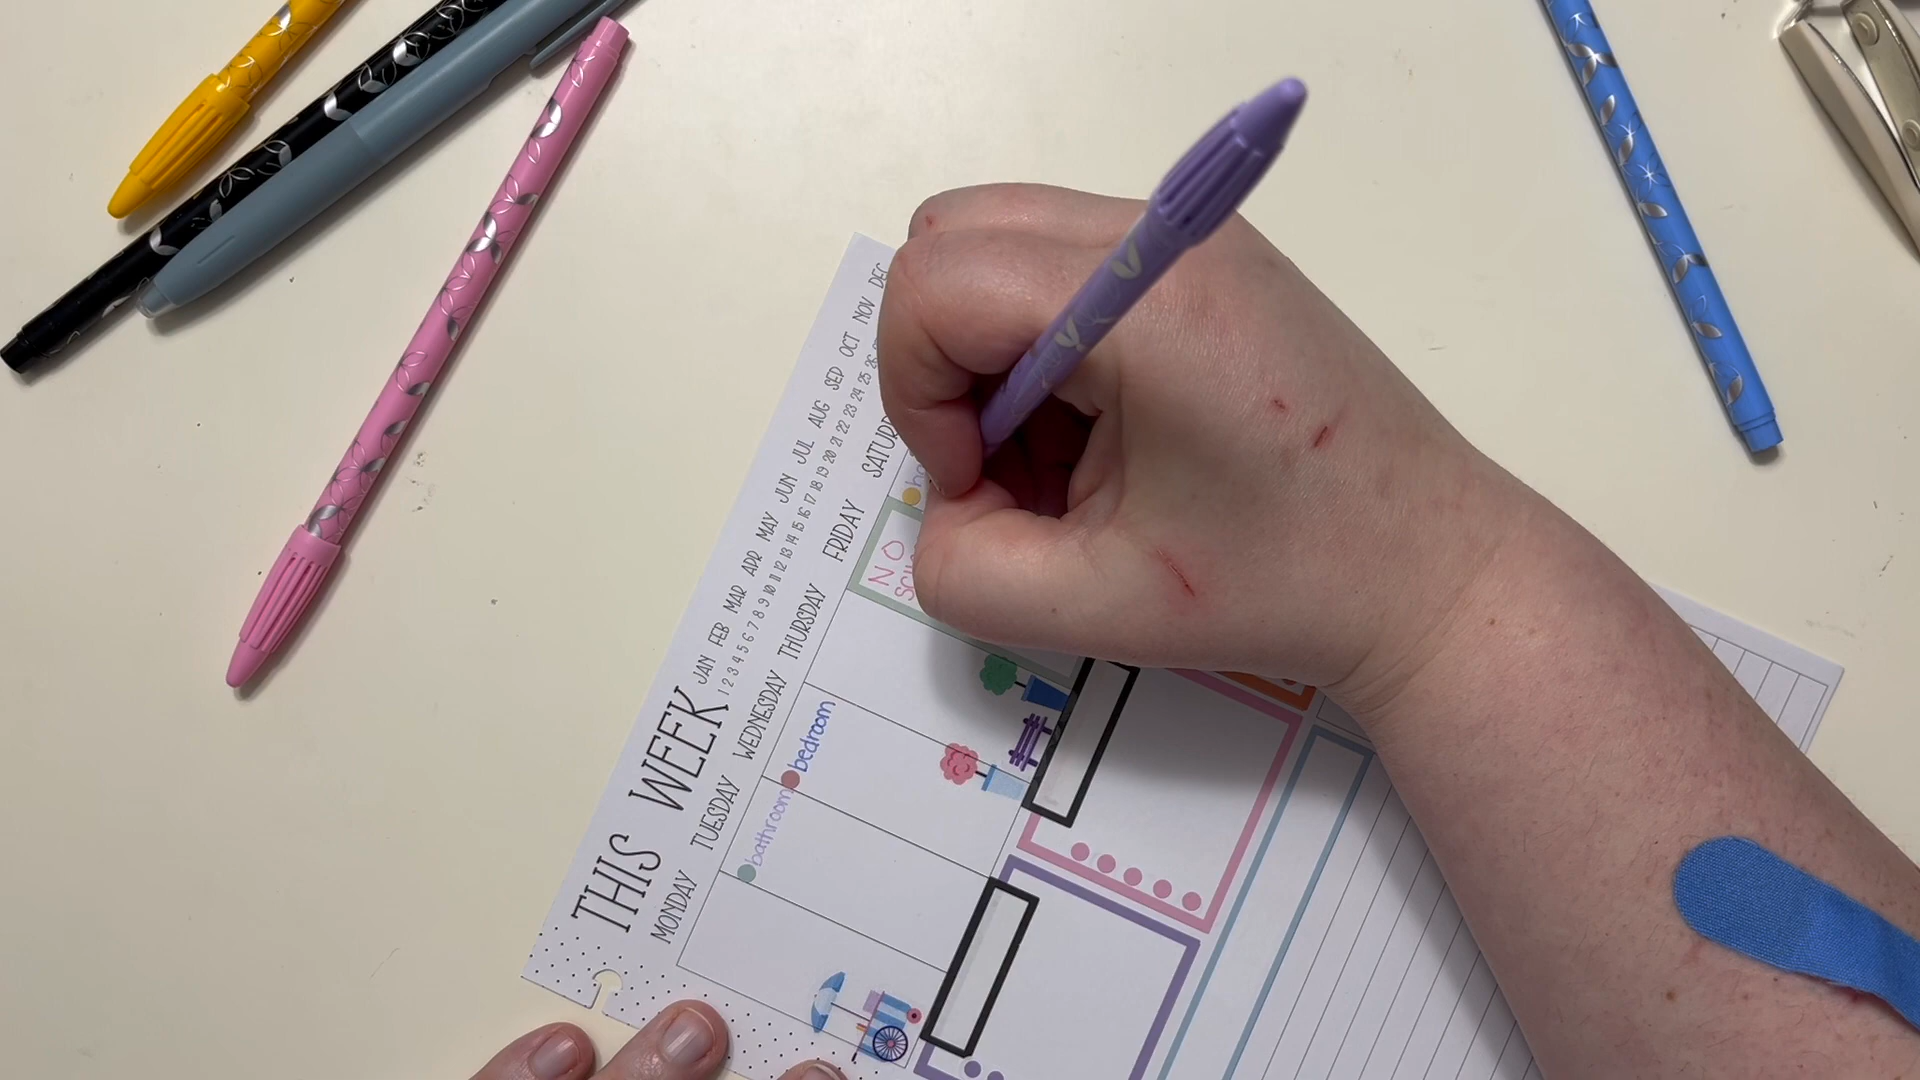 THIS WEEK
JAN FEB MAR APR MAY JUN JUL AUG SEP OCT NOV DEC
1 2 3 4 5 6 7 8 9 10 11 12 13 14 15 16 17 18 19 20 21 22 23 24 25 26
MONDAY TUESDAY WEDNESDAY THURSDAY FRIDAY
bathroom
bedroom
NO